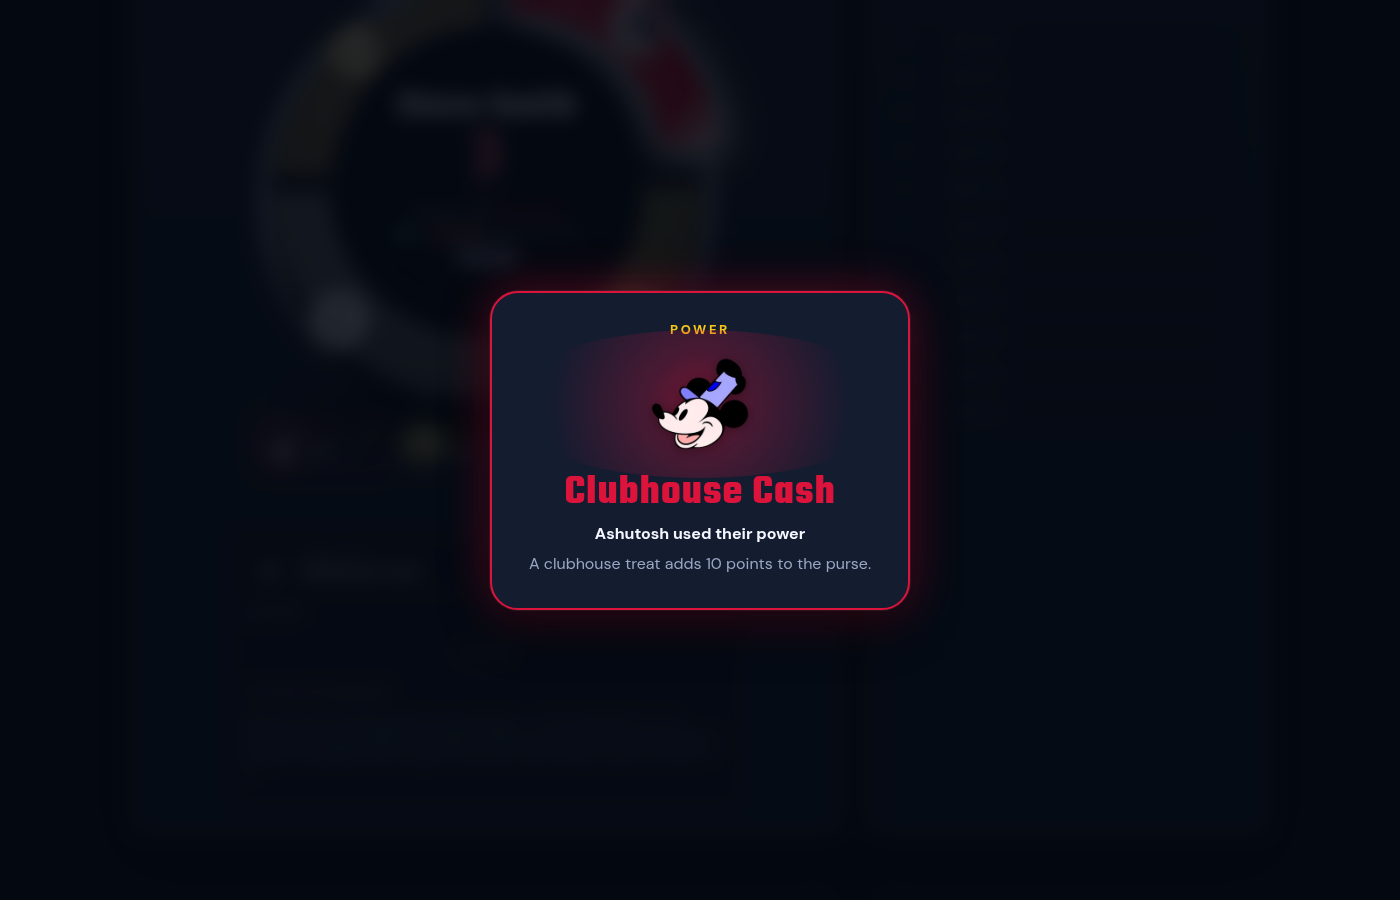 POWER
Clubhouse Cash
Ashutosh used their power
A clubhouse treat adds 10 points to the purse.